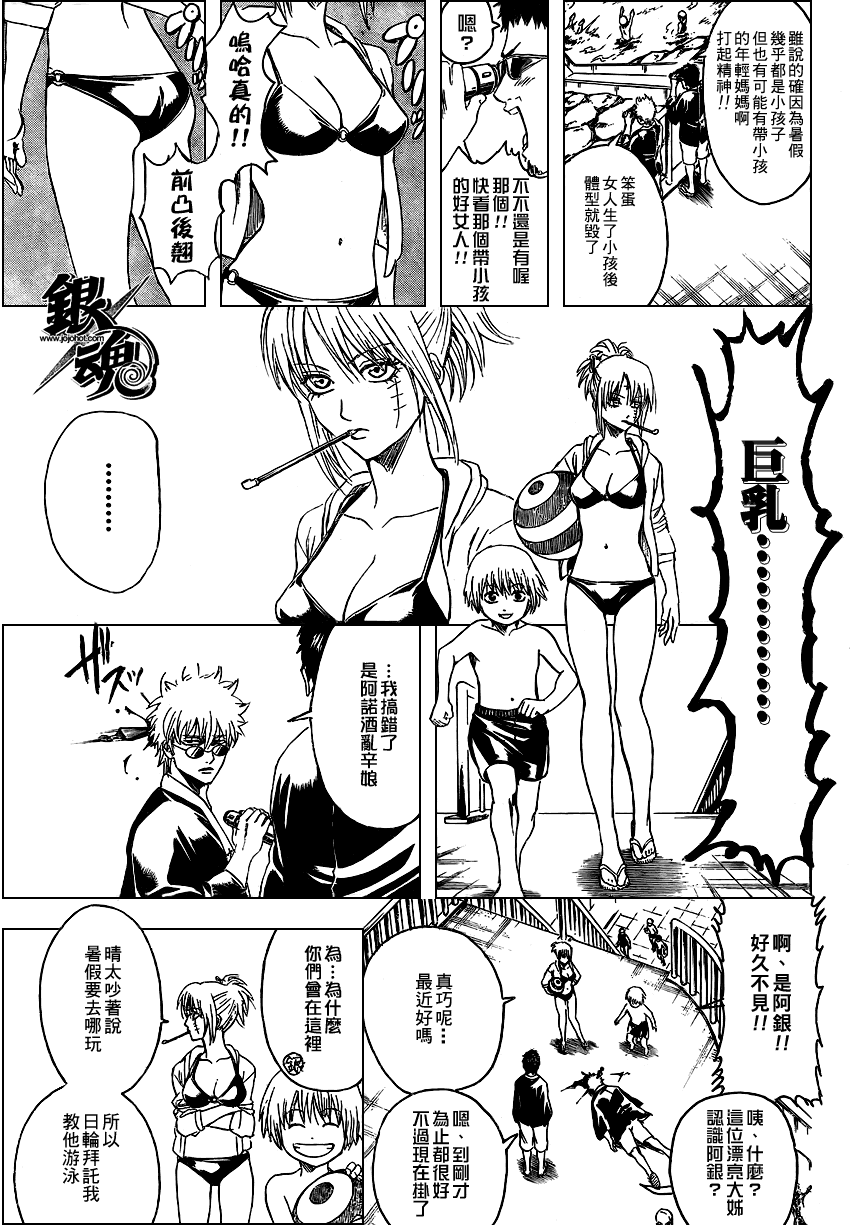 雖說的確因為暑假
幾乎都是小孩子
但也有可能有帶小孩
的年輕媽媽啊
打起精神!!
笨蛋
女人生了小孩後
體型就毀了
嗯?
不不還是有喔
那個!!
快看那個帶小孩
的好女人!!
嗚哈真的!!
前凸後翹
銀魂
www.jojohot.com
巨乳…………
………
…我搞錯了
是阿諾酒亂辛娘
ガズッ
啊、是阿銀!!
好久不見!!
咦、什麼?
這位漂亮大姊
認識阿銀?
真巧呢…
最近好嗎
嗯、到剛才
為止都很好
不過現在掛了
為…為什麼
你們會在這裡
銀
晴太吵著說
暑假要去哪玩
所以
日輪拜託我
教他游泳